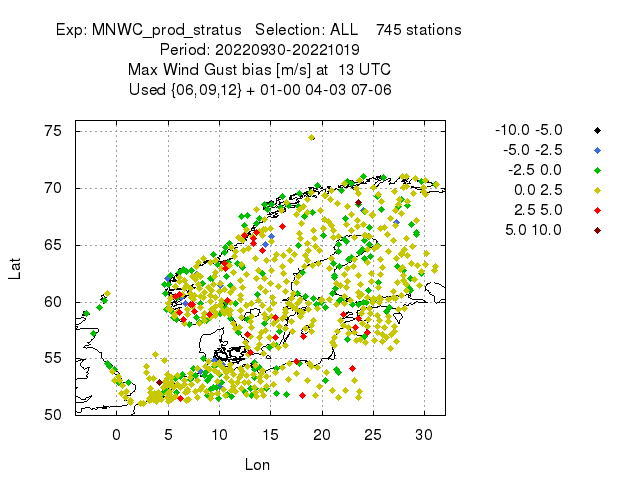 Exp: MNWC_prod_stratus   Selection: ALL    745 stations
Period: 20220930-20221019
Max Wind Gust bias [m/s] at  13 UTC
Used {06,09,12} + 01-00 04-03 07-06
-10.0 -5.0
-5.0 -2.5
-2.5 0.0
0.0 2.5
2.5 5.0
5.0 10.0
75
70
65
60
55
50
Lat
0 5 10 15 20 25 30
Lon